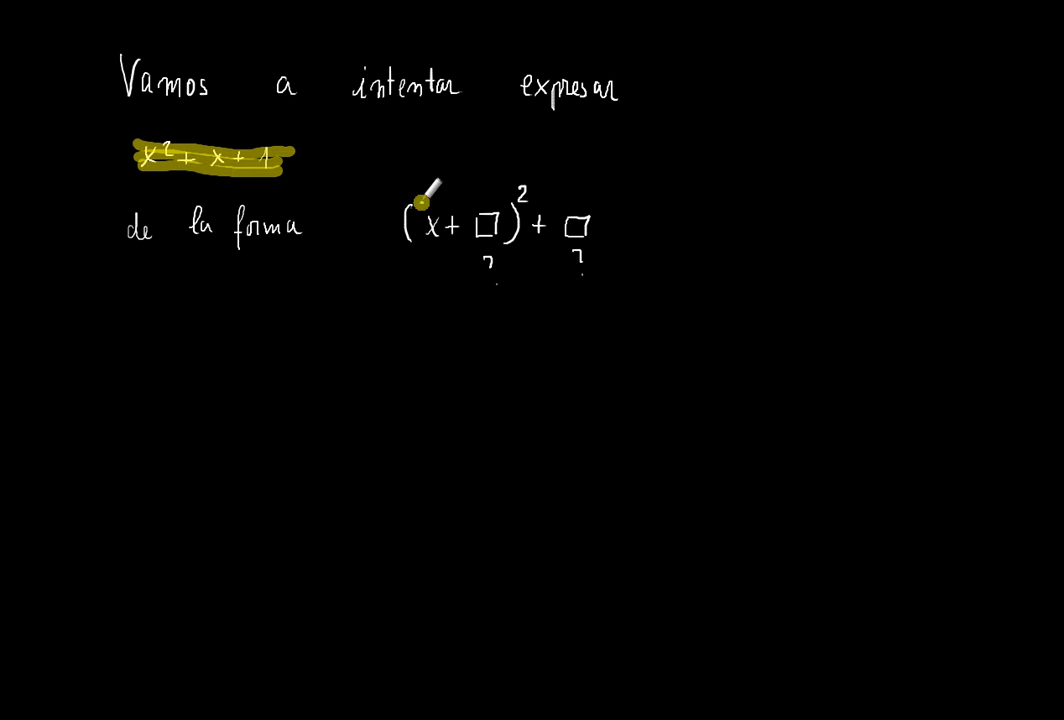 Vamos a intentar expresar
x² + x + 1
de la forma (x + □)² + □
? ?